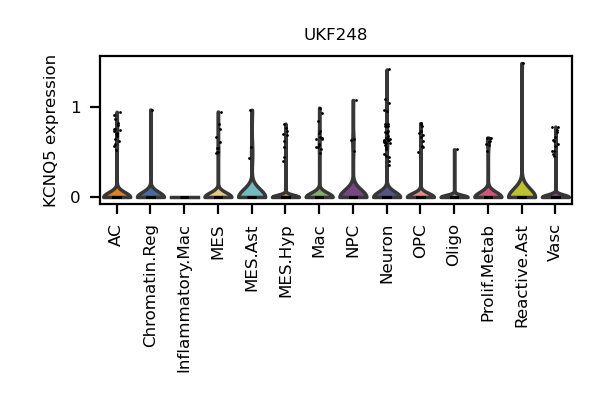 UKF248
KCNQ5 expression
1
0
AC
Chromatin.Reg
Inflammatory.Mac
MES
MES.Ast
MES.Hyp
Mac
NPC
Neuron
OPC
Oligo
Prolif.Metab
Reactive.Ast
Vasc